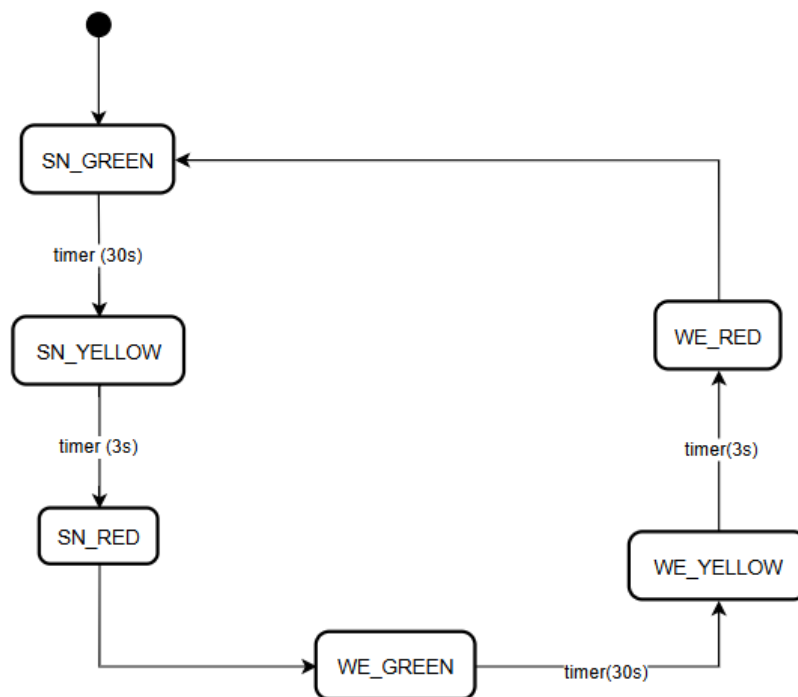 SN_GREEN
timer (30s)
SN_YELLOW
WE_RED
timer (3s)
timer(3s)
SN_RED
WE_YELLOW
WE_GREEN
timer(30s)